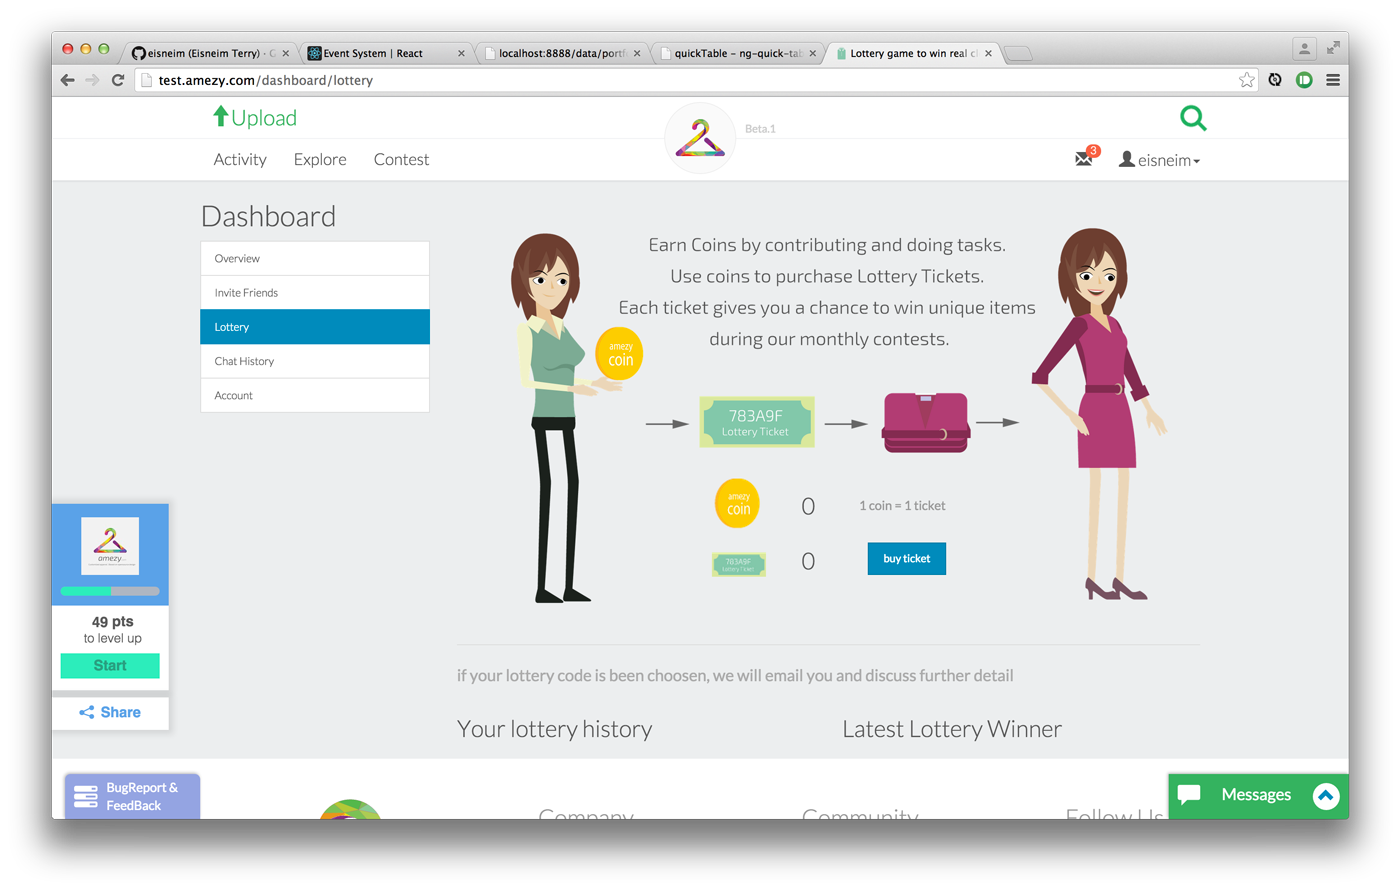 eisneim (Eisneim Terry) · G
Event System | React
localhost:8888/data/portf
quickTable – ng-quick-tab
Lottery game to win real c
test.amezy.com/dashboard/lottery
Upload
Beta.1
Activity
Explore
Contest
3
eisneim
Dashboard
Overview
Invite Friends
Lottery
Chat History
Account
Earn Coins by contributing and doing tasks.
Use coins to purchase Lottery Tickets.
Each ticket gives you a chance to win unique items
during our monthly contests.
amezy
coin
783A9F
Lottery Ticket
amezy
coin
0
1 coin = 1 ticket
783A9F
Lottery Ticket
0
buy ticket
amezy
49 pts
to level up
Start
Share
if your lottery code is been choosen, we will email you and discuss further detail
Your lottery history
Latest Lottery Winner
BugReport &
FeedBack
Company
Community
Follow Us
Messages